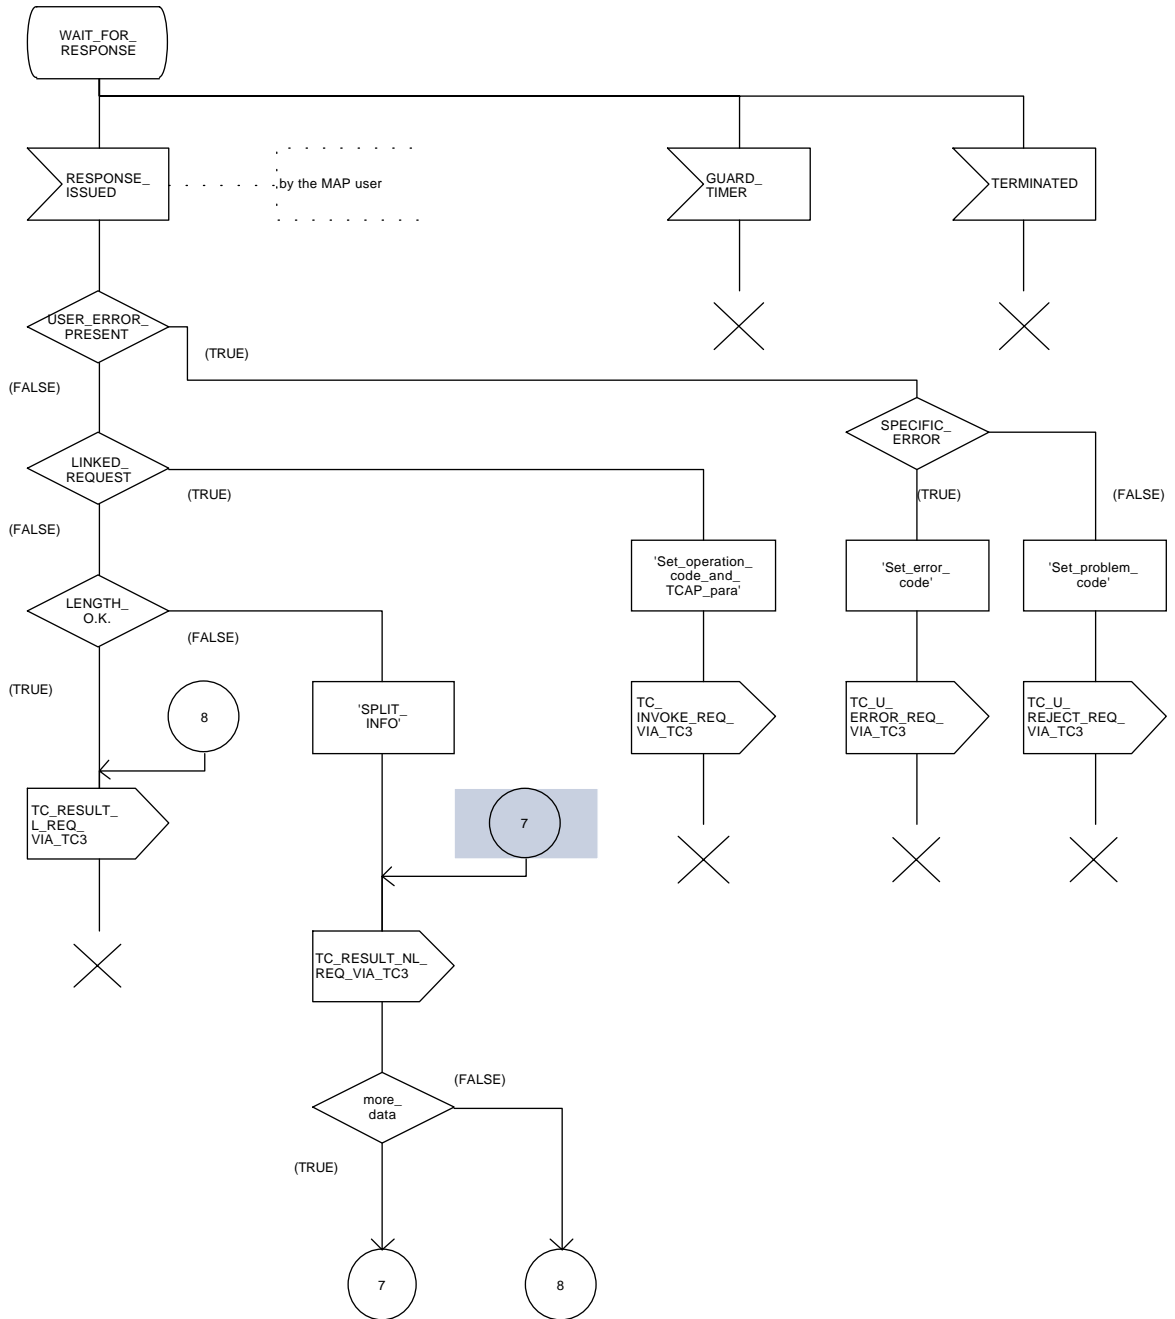 WAIT_FOR_
RESPONSE
RESPONSE_
ISSUED
by the MAP user
GUARD_
TIMER
TERMINATED
USER_ERROR_
PRESENT
(TRUE)
(FALSE)
SPECIFIC_
ERROR
LINKED_
REQUEST
(TRUE)
(TRUE)
(FALSE)
(FALSE)
'Set_operation_
code_and_
TCAP_para'
'Set_error_
code'
'Set_problem_
code'
LENGTH_
O.K.
(FALSE)
(TRUE)
8
'SPLIT_
INFO'
TC_
INVOKE_REQ_
VIA_TC3
TC_U_
ERROR_REQ_
VIA_TC3
TC_U_
REJECT_REQ_
VIA_TC3
TC_RESULT_
L_REQ_
VIA_TC3
7
TC_RESULT_NL_
REQ_VIA_TC3
more_
data
(FALSE)
(TRUE)
7
8